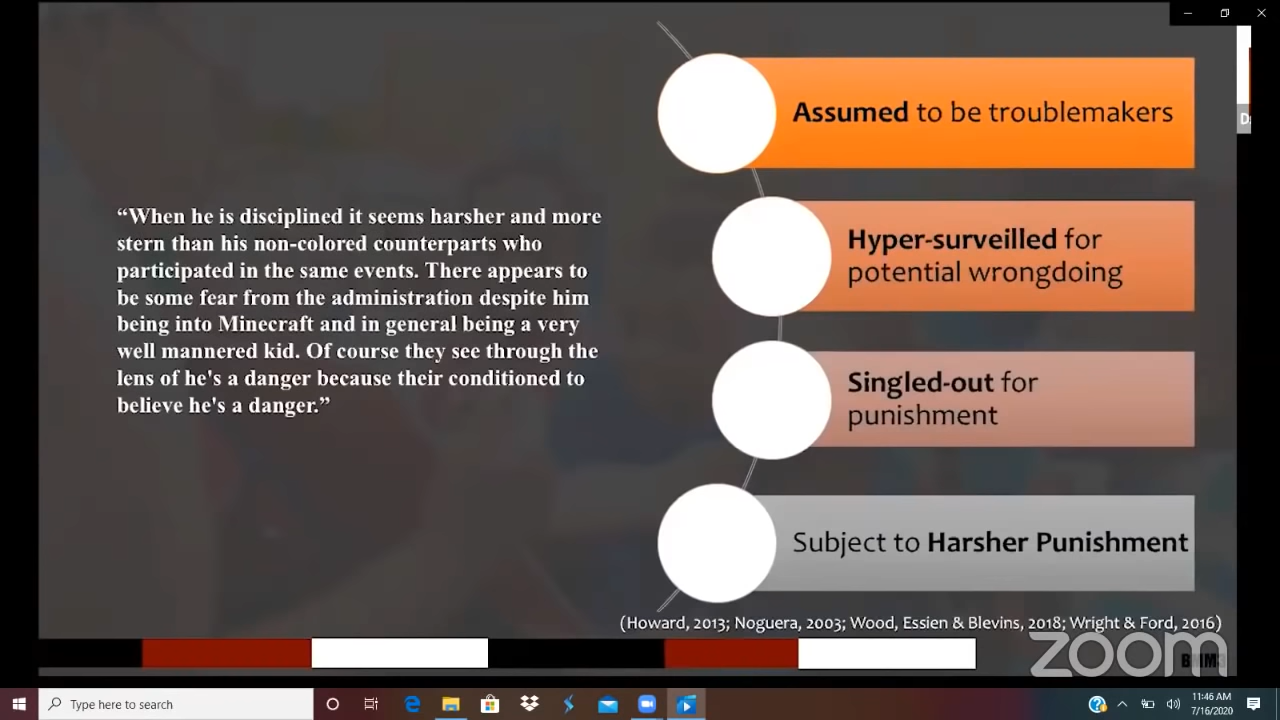 “When he is disciplined it seems harsher and more
stern than his non-colored counterparts who
participated in the same events. There appears to
be some fear from the administration despite him
being into Minecraft and in general being a very
well mannered kid. Of course they see through the
lens of he's a danger because their conditioned to
believe he's a danger.”
Assumed to be troublemakers
Hyper-surveilled for
potential wrongdoing
Singled-out for
punishment
Subject to Harsher Punishment
(Howard, 2013; Noguera, 2003; Wood, Essien & Blevins, 2018; Wright & Ford, 2016)
zoom
Type here to search
11:46 AM
7/16/2020